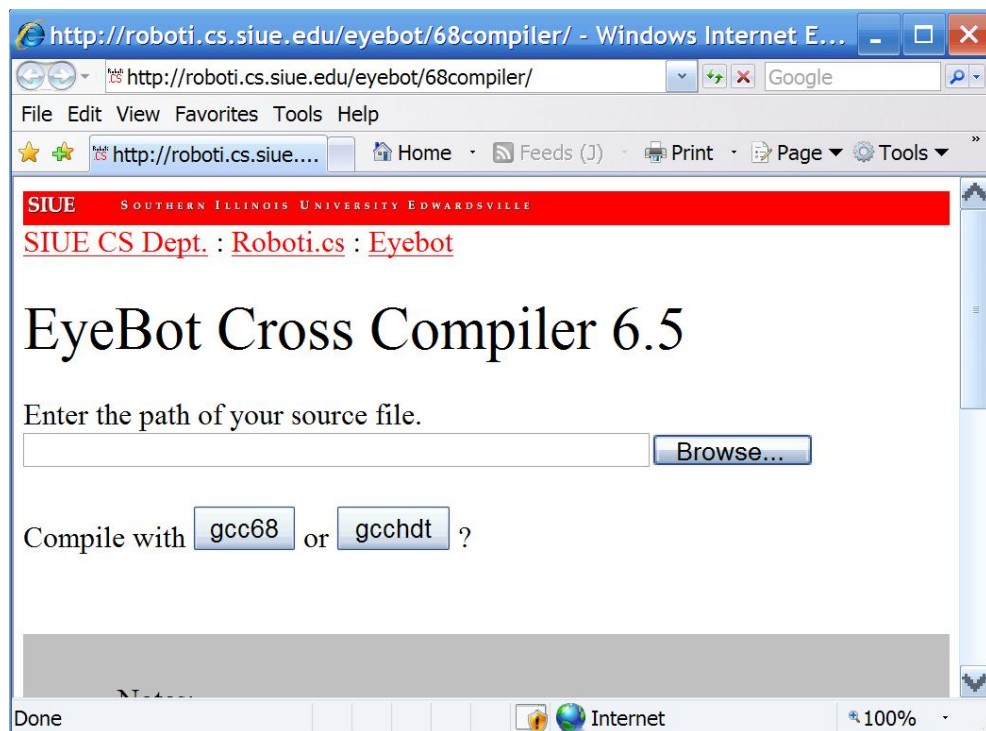 http://roboti.cs.siue.edu/eyebot/68compiler/ - Windows Internet E...
http://roboti.cs.siue.edu/eyebot/68compiler/ Google
File Edit View Favorites Tools Help
http://roboti.cs.siue.... Home Feeds (J) Print Page Tools »
SIUE SOUTHERN ILLINOIS UNIVERSITY EDWARDSVILLE
SIUE CS Dept. : Roboti.cs : Eyebot
EyeBot Cross Compiler 6.5
Enter the path of your source file.
Browse...
Compile with gcc68 or gcchdt ?
Notes:
Done Internet 100%